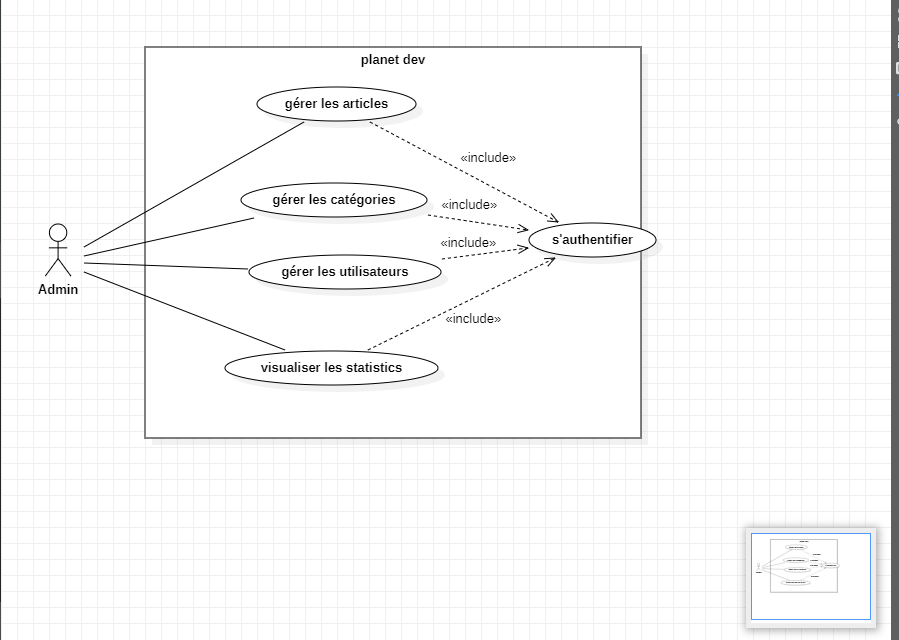 planet dev
gérer les articles
«include»
gérer les catégories
«include»
s'authentifier
«include»
gérer les utilisateurs
Admin
«include»
visualiser les statistics